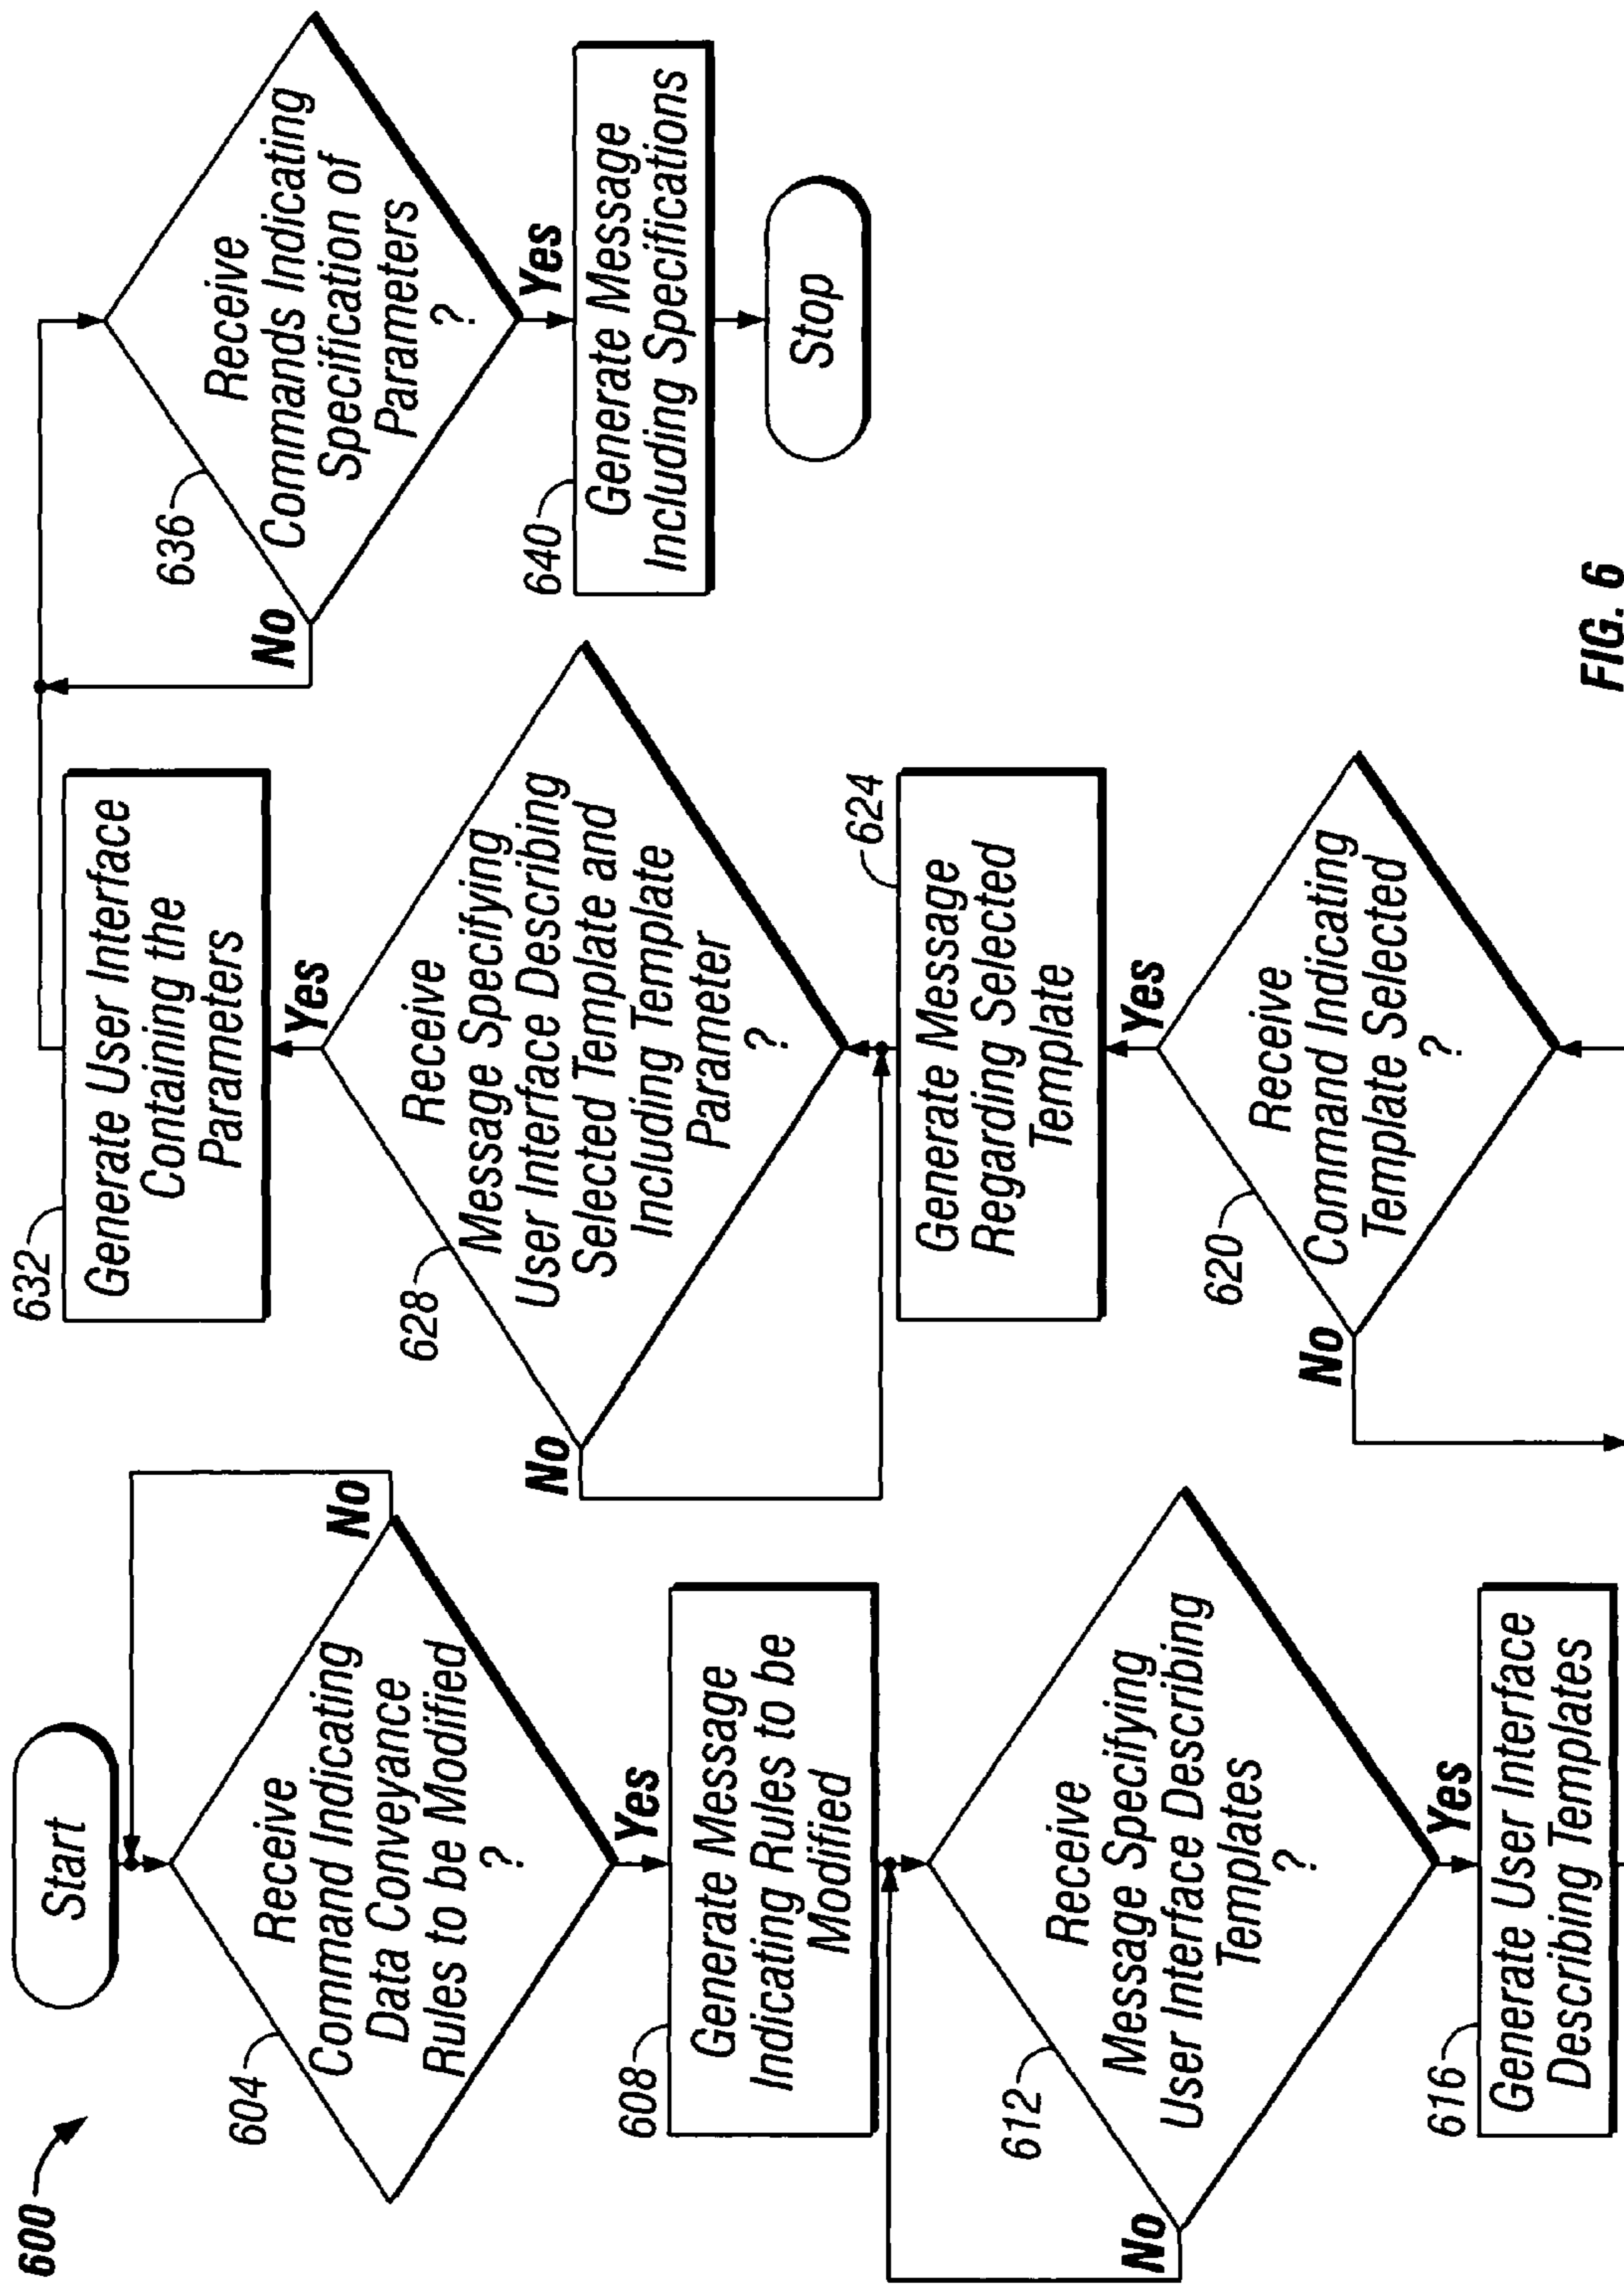 600
Start
604
Receive
Command Indicating
Data Conveyance
Rules to be Modified
?
No
Yes
608
Generate Message
Indicating Rules to be
Modified
612
Receive
Message Specifying
User Interface Describing
Templates
?
No
Yes
616
Generate User Interface
Describing Templates
620
Receive
Command Indicating
Template Selected
?
No
Yes
624
Generate Message
Regarding Selected
Template
628
Receive
Message Specifying
User Interface Describing
Selected Template and
Including Template
Parameter
?
No
Yes
632
Generate User Interface
Containing the
Parameters
636
Receive
Commands Indicating
Specification of
Parameters
?
No
Yes
640
Generate Message
Including Specifications
Stop
FIG. 6